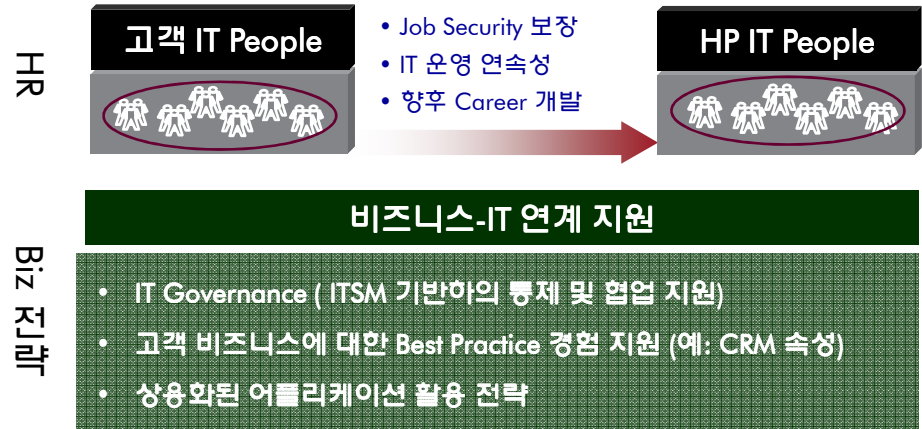 HR
고객 IT People
• Job Security 보장
• IT 운영 연속성
• 향후 Career 개발
HP IT People
Biz 전략
비즈니스-IT 연계 지원
• IT Governance ( ITSM 기반하의 통제 및 협업 지원)
• 고객 비즈니스에 대한 Best Practice 경험 지원 (예: CRM 속성)
• 상용화된 어플리케이션 활용 전략